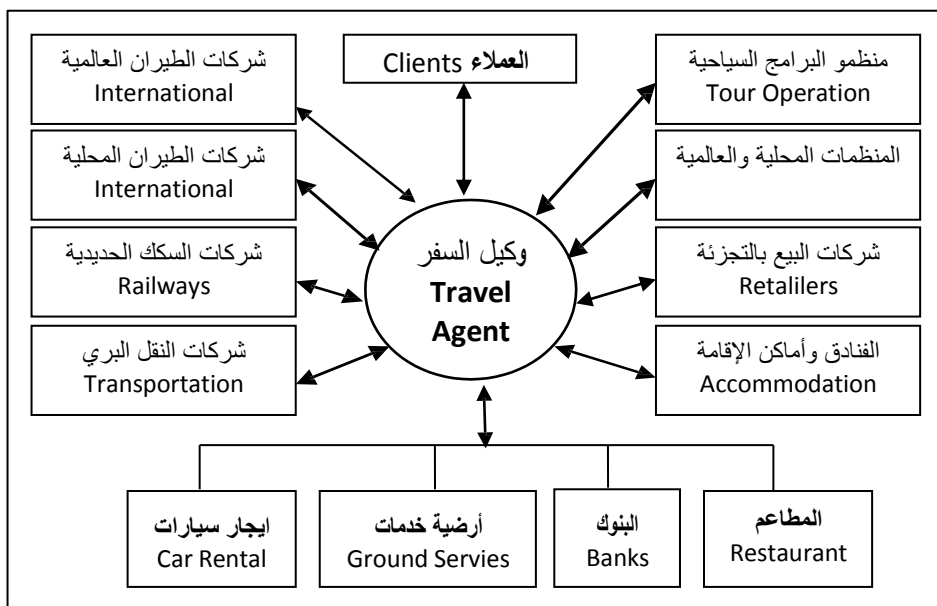 شركات الطيران العالمية
International
العملاء Clients
منظمو البرامج السياحية
Tour Operation
شركات الطيران المحلية
International
المنظمات المحلية والعالمية
وكيل السفر
Travel
Agent
شركات السكك الحديدية
Railways
شركات البيع بالتجزئة
Retalilers
شركات النقل البري
Transportation
الفنادق وأماكن الإقامة
Accommodation
ايجار سيارات
Car Rental
أرضية خدمات
Ground Servies
البنوك
Banks
المطاعم
Restaurant